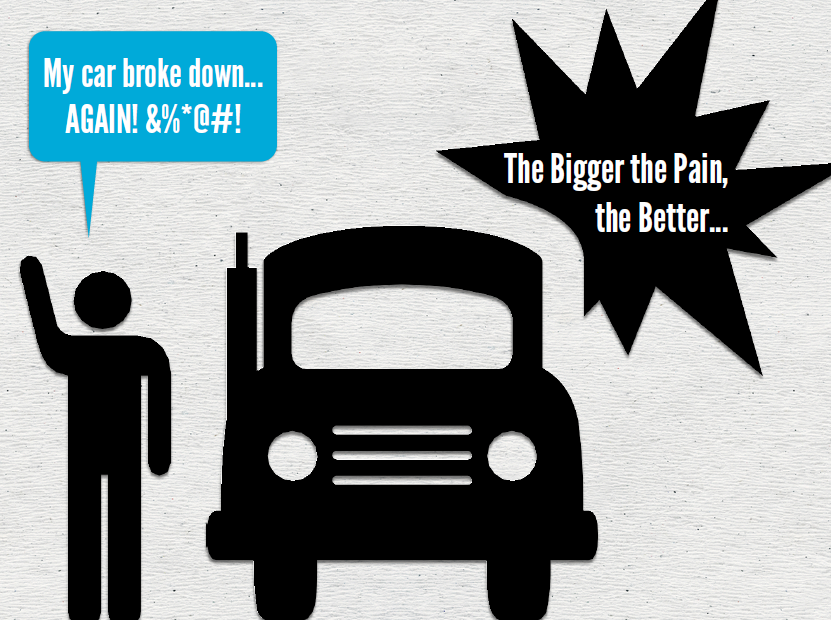 My car broke down...
AGAIN! &%*@#!
The Bigger the Pain,
the Better...